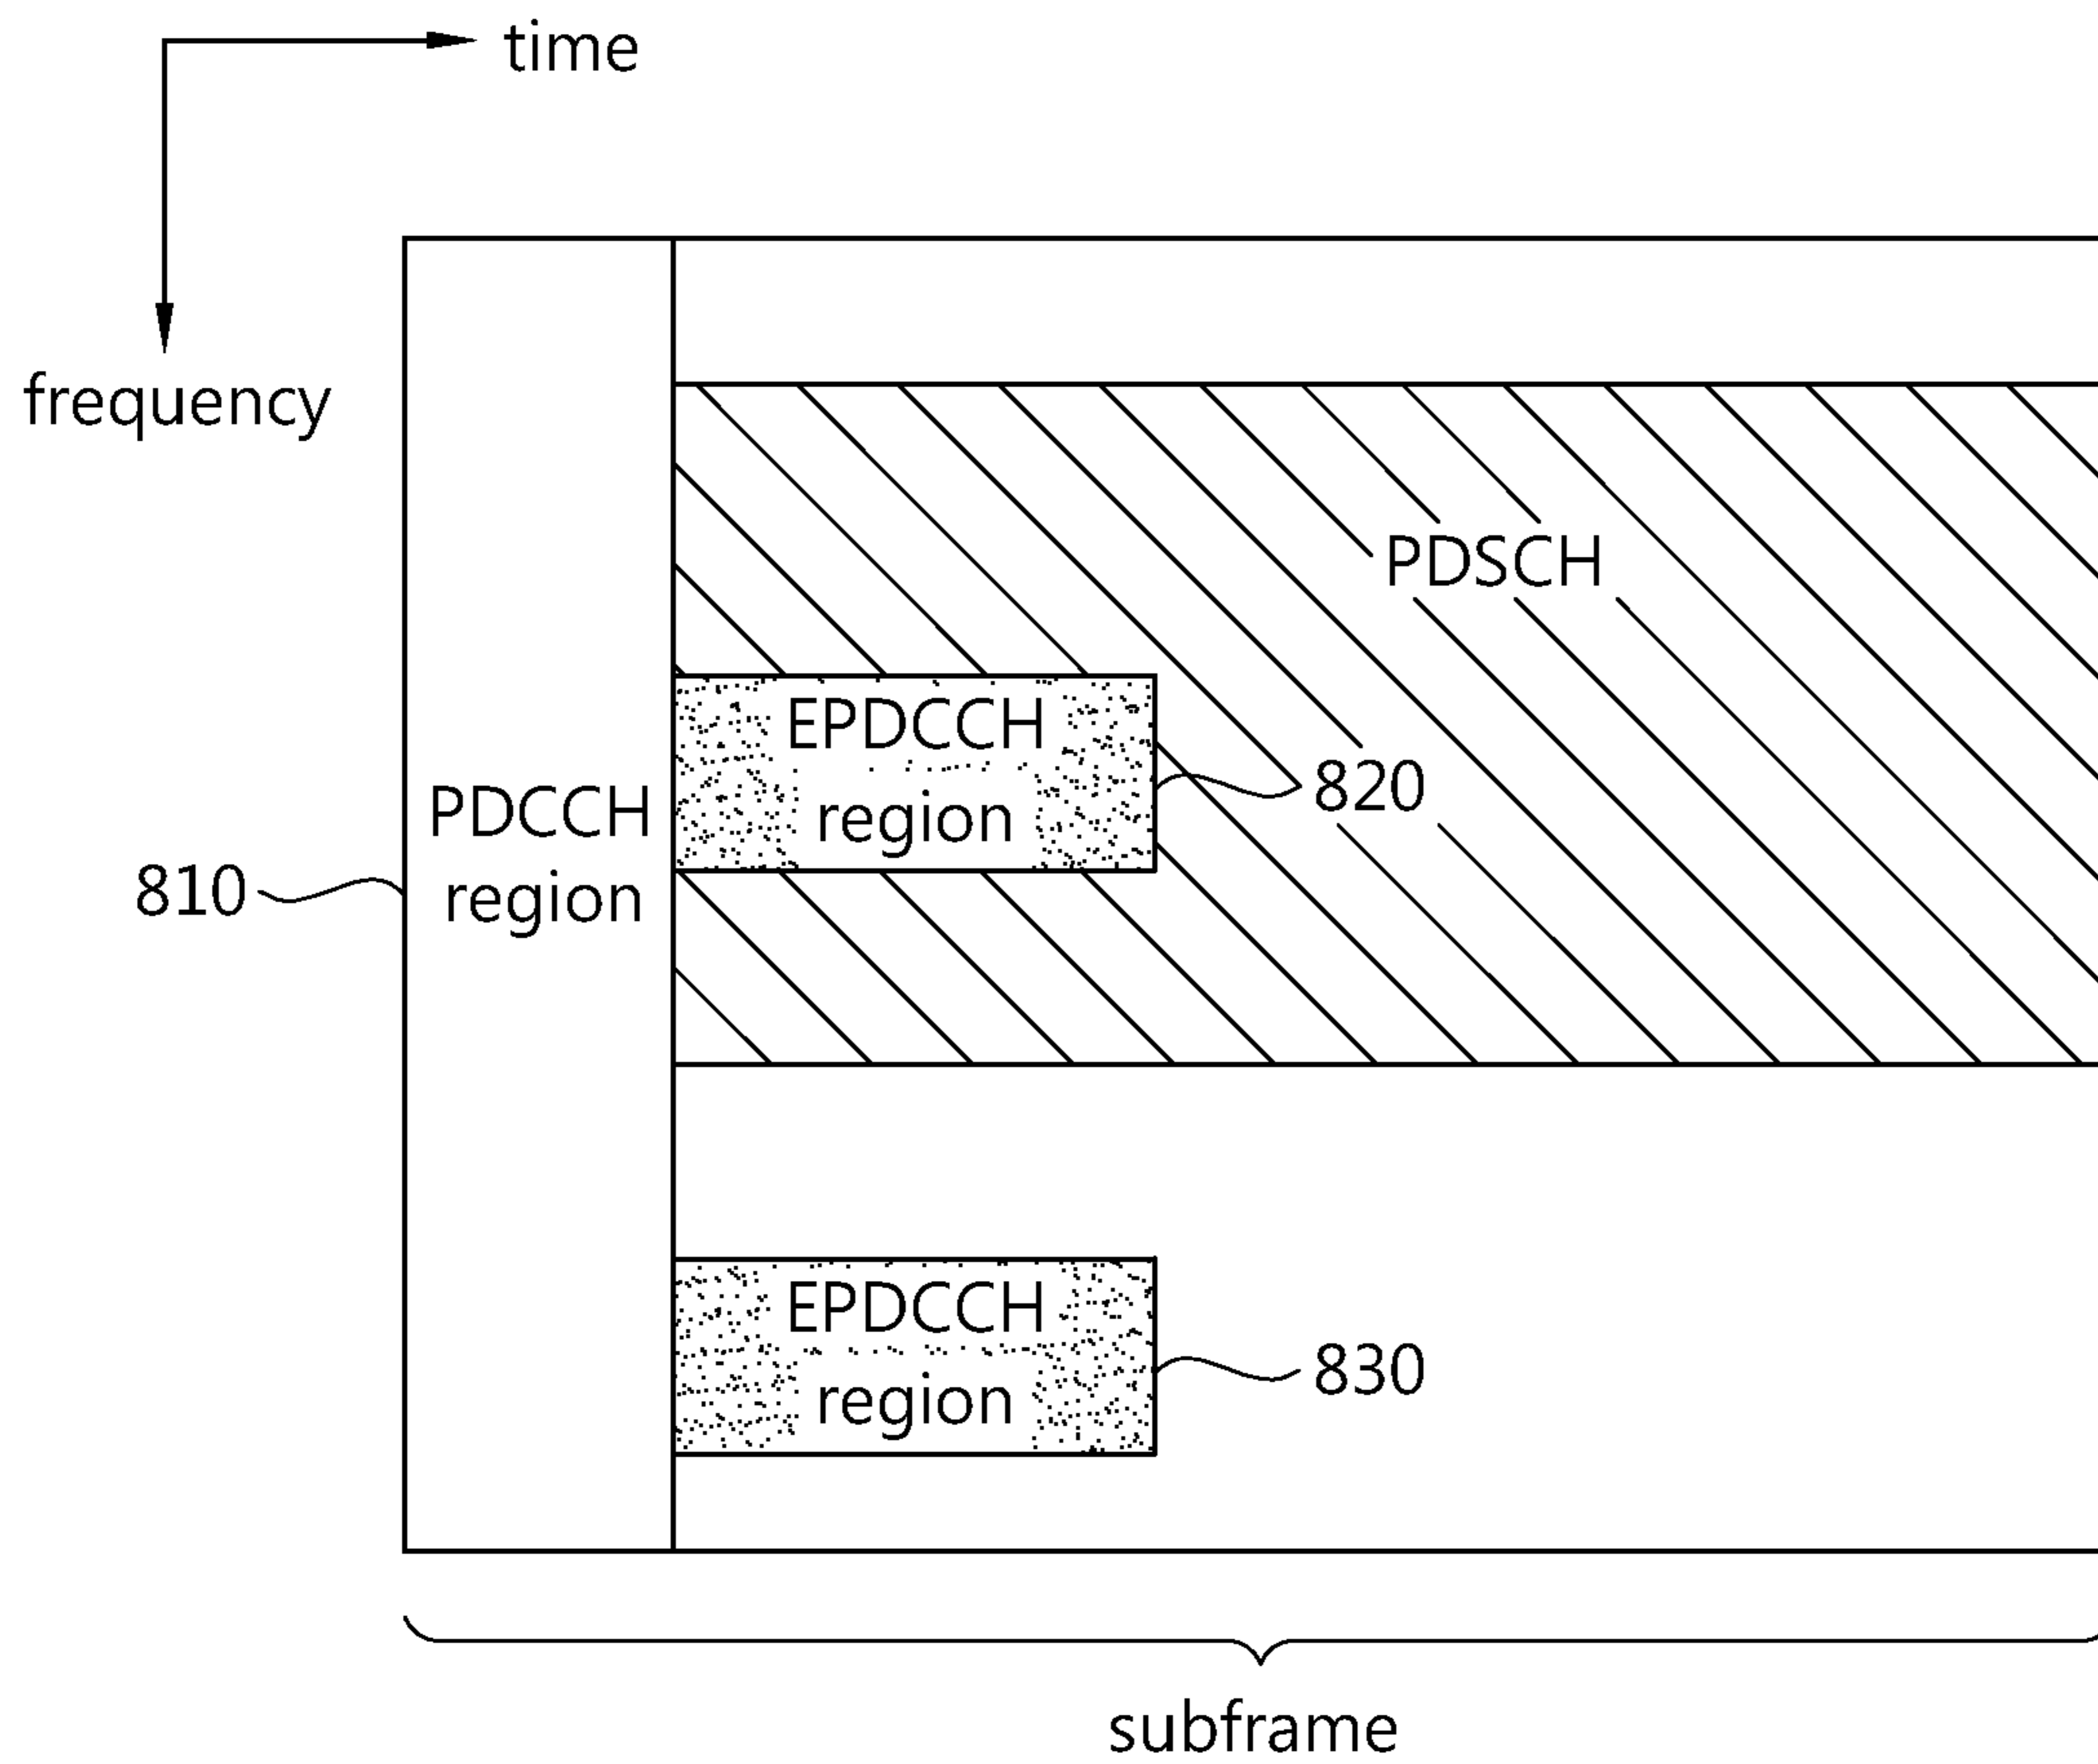 time
frequency
PDSCH
EPDCCH
region
820
PDCCH
region
810
EPDCCH
region
830
subframe